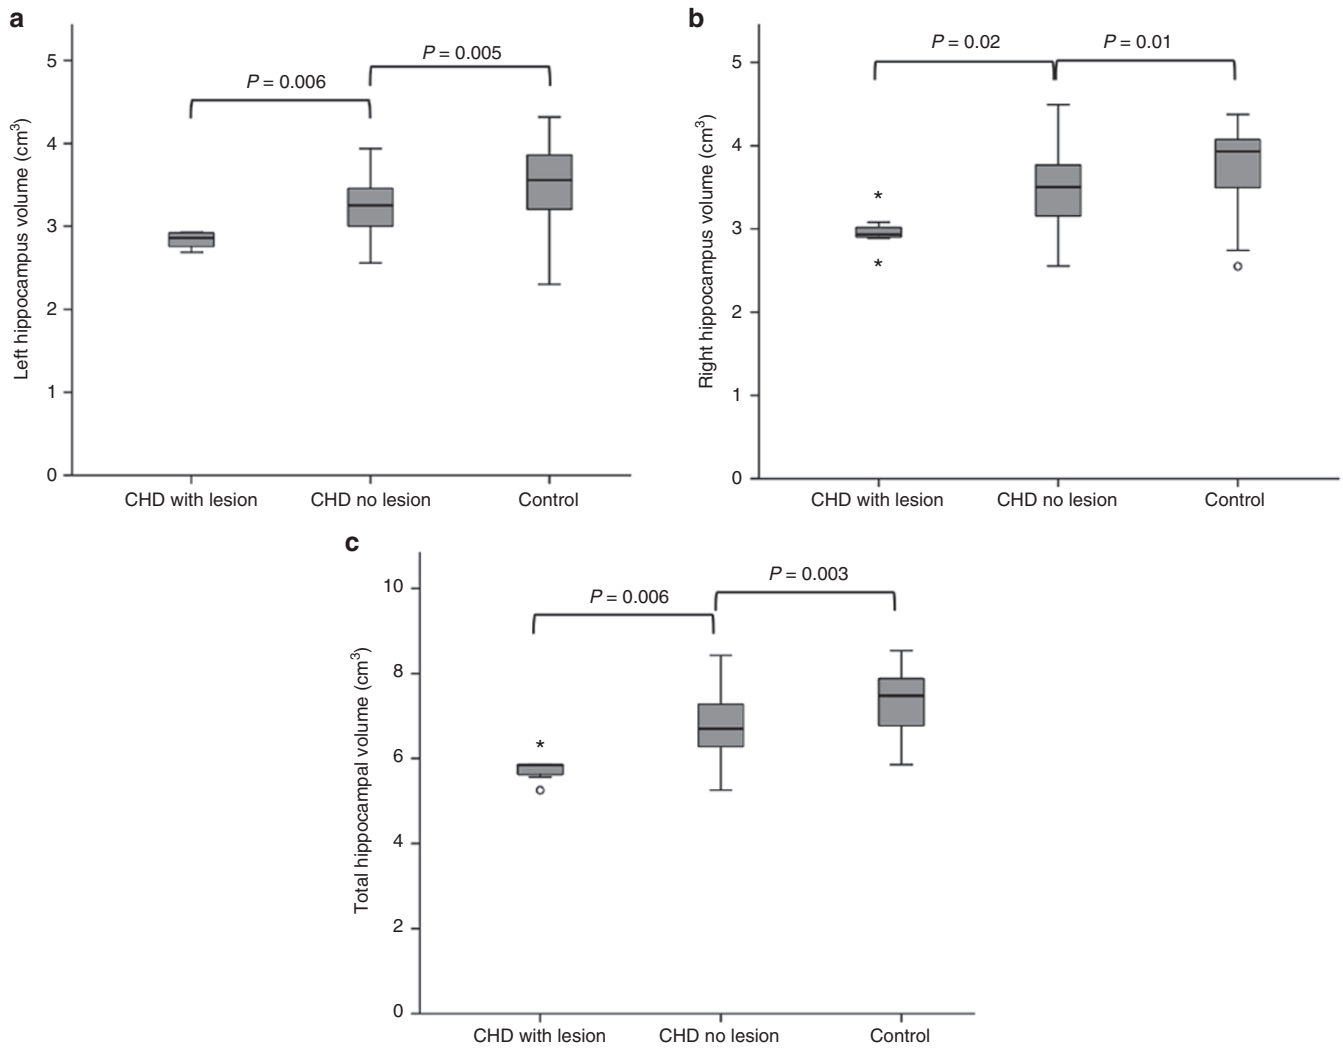 a
P = 0.006
P = 0.005
Left hippocampus volume (cm³)
5
4
3
2
1
0
CHD with lesion
CHD no lesion
Control
b
P = 0.02
P = 0.01
Right hippocampus volume (cm³)
5
4
3
2
1
0
*
*
CHD with lesion
CHD no lesion
Control
c
P = 0.006
P = 0.003
Total hippocampal volume (cm³)
10
8
6
4
2
0
*
CHD with lesion
CHD no lesion
Control